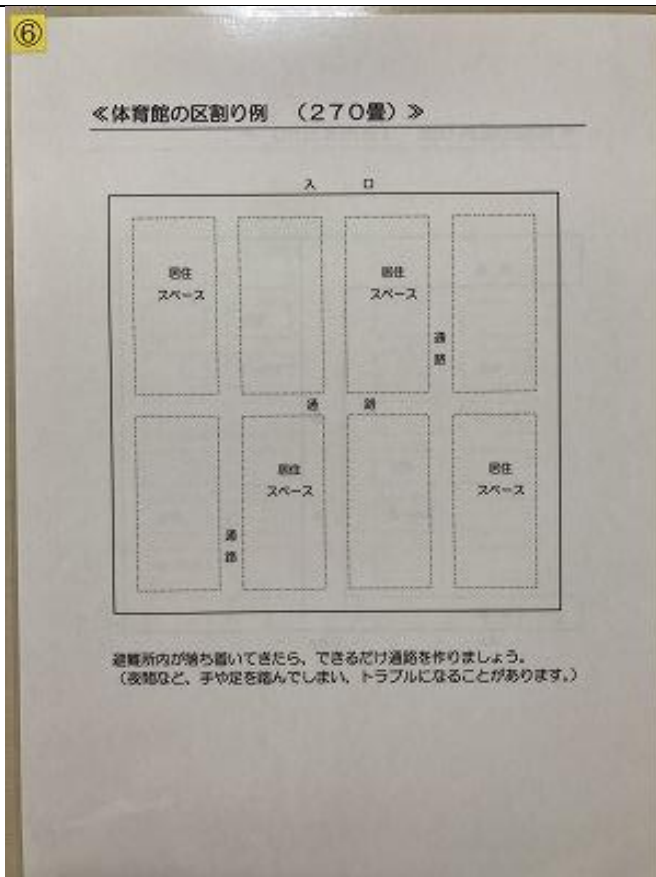 ⑥
≪体育館の区割り例 （270畳）≫
入 口
居住
スペース
居住
スペース
通
路
通 路
居住
スペース
居住
スペース
通
路
避難所内が落ち着いてきたら、できるだけ通路を作りましょう。
（夜間など、手や足を踏んでしまい、トラブルになることがあります。）